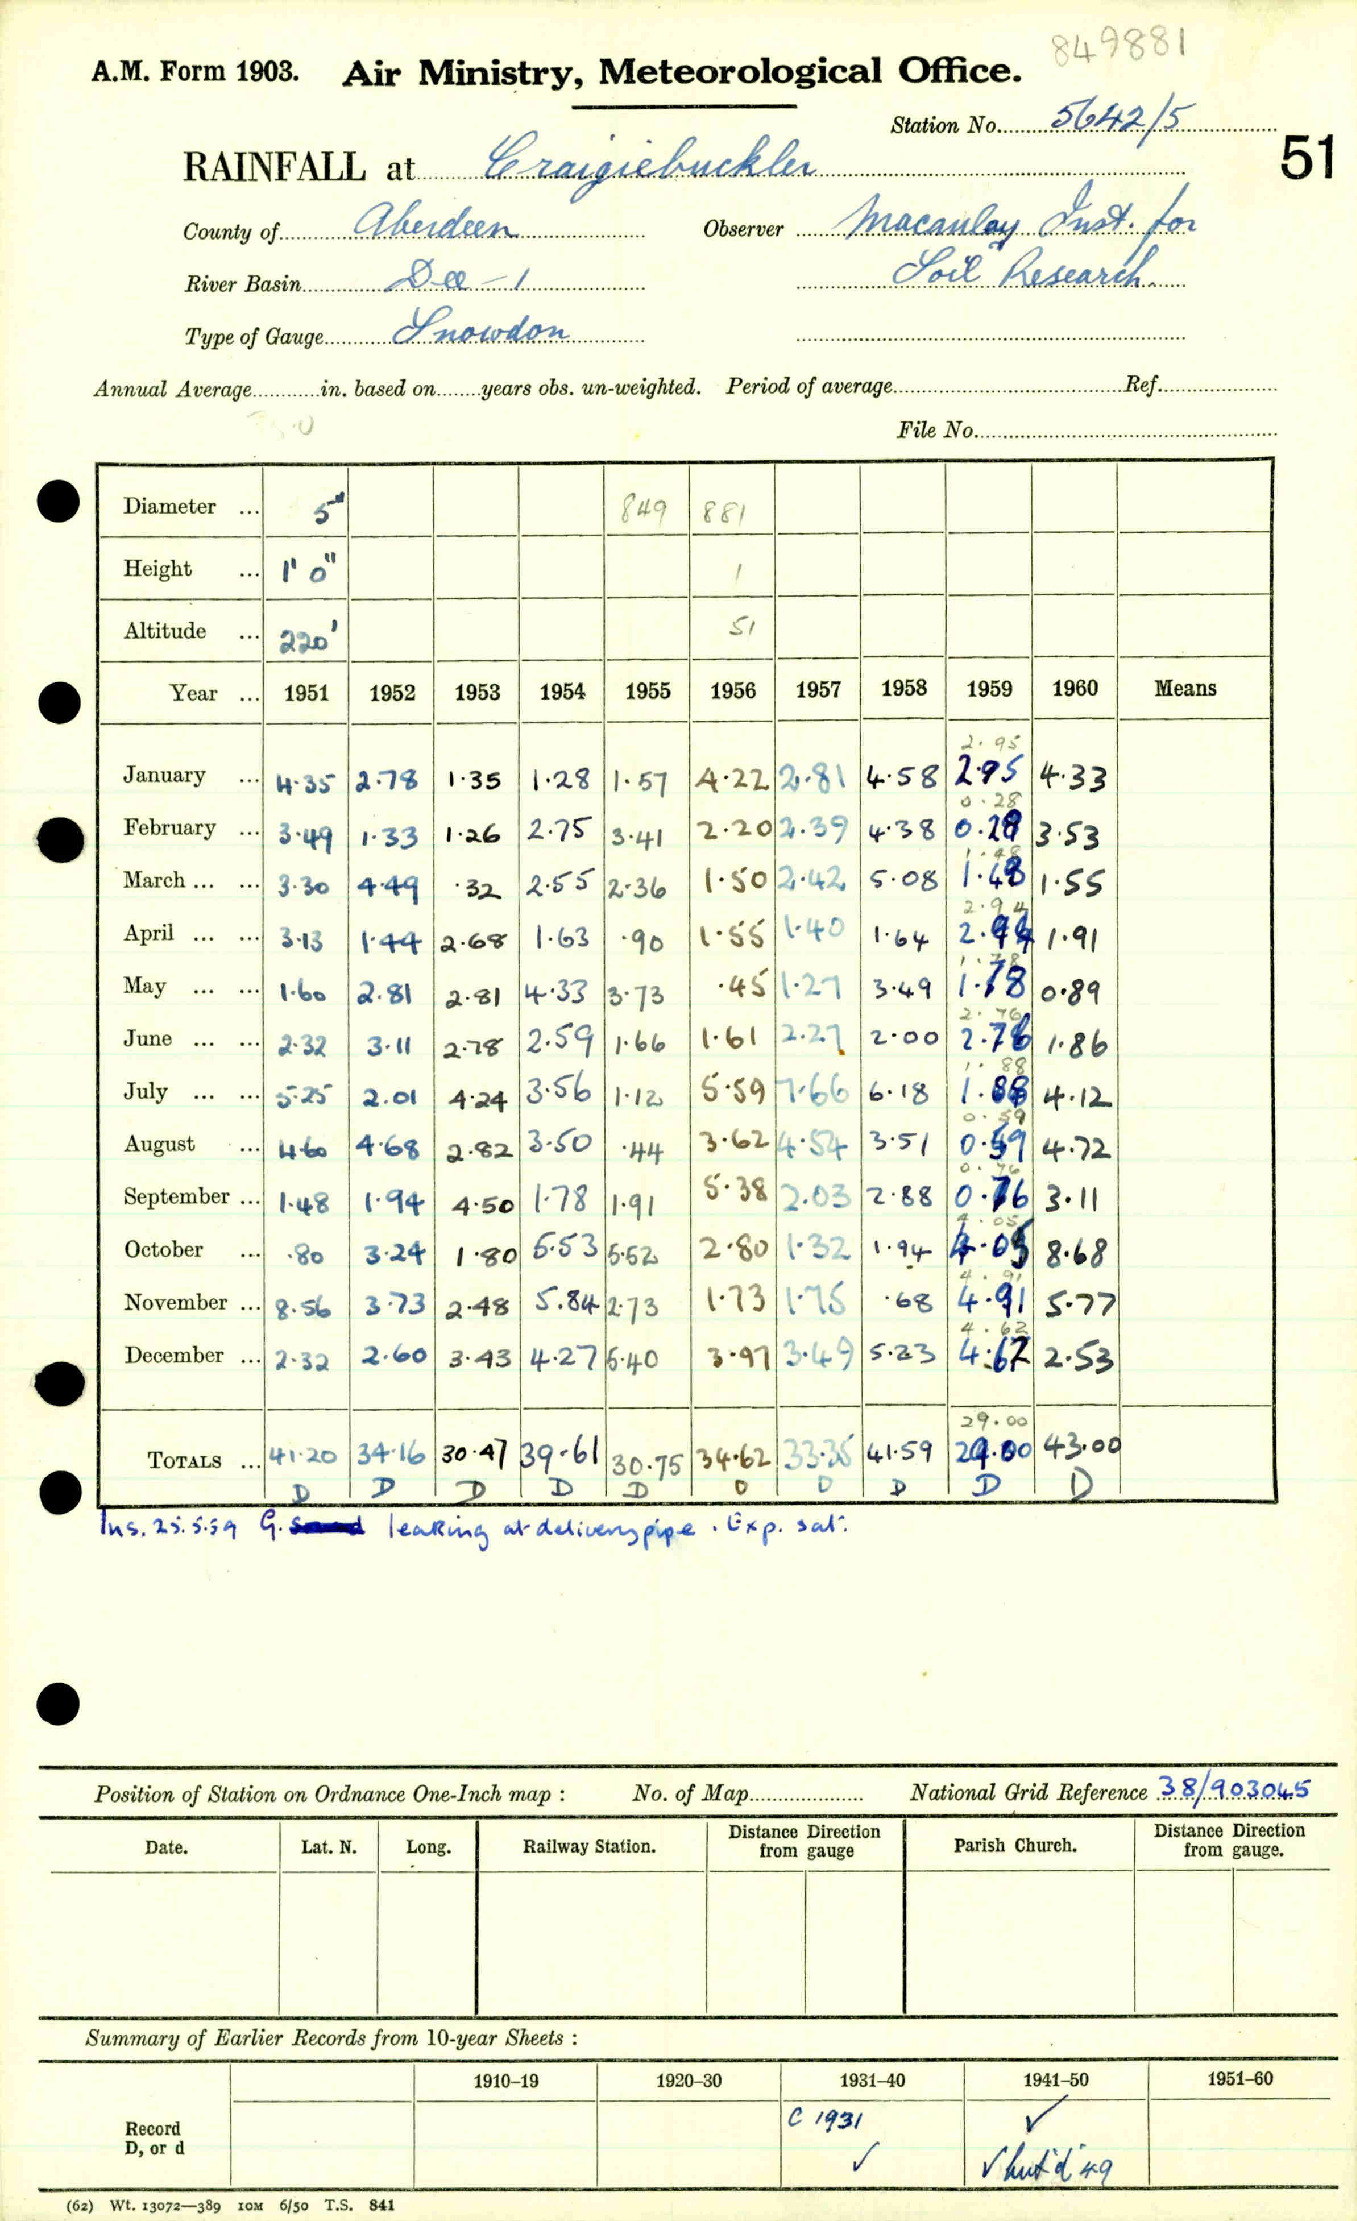 849881
A.M. Form 1903. Air Ministry, Meteorological Office.
Station No. 5642/5
51
RAINFALL at Craigiebuckler
County of Aberdeen Observer Macaulay Inst. for
River Basin Dee - 1 Soil Research.
Type of Gauge Snowdon
Annual Average in. based on years obs. un-weighted. Period of average Ref.
File No.
Diameter ... 5" 849 881
Height ... 1' 0" 1
Altitude ... 220' 51
Year ... 1951 1952 1953 1954 1955 1956 1957 1958 1959 1960 Means
2.95
January ... 4.35 2.78 1.35 1.28 1.57 4.22 2.81 4.58 2.95 4.33
0.28
February ... 3.49 1.33 1.26 2.75 3.41 2.20 2.39 4.38 0.28 3.53
1.48
March ... ... 3.30 4.49 .32 2.55 2.36 1.50 2.42 5.08 1.48 1.55
2.94
April ... ... 3.13 1.44 2.68 1.63 .90 1.55 1.40 1.64 2.94 1.91
1.78
May ... ... 1.60 2.81 2.81 4.33 3.73 .45 1.27 3.49 1.78 0.89
2.76
June ... ... 2.32 3.11 2.78 2.59 1.66 1.61 2.27 2.00 2.76 1.86
1.88
July ... ... 5.25 2.01 4.24 3.56 1.12 5.59 7.66 6.18 1.88 4.12
0.59
August ... 4.60 4.68 2.82 3.50 .44 3.62 4.54 3.51 0.59 4.72
0.76
September ... 1.48 1.94 4.50 1.78 1.91 5.38 2.03 2.88 0.76 3.11
4.05
October ... .80 3.24 1.80 5.53 5.52 2.80 1.32 1.94 4.05 8.68
4.91
November ... 8.56 3.73 2.48 5.84 2.73 1.73 1.75 .68 4.91 5.77
4.62
December ... 2.32 2.60 3.43 4.27 5.40 3.97 3.49 5.23 4.62 2.53
29.00
TOTALS ... 41.20 34.16 30.47 39.61 30.75 34.62 33.35 41.59 29.00 43.00
D D D D D D D D D D
Ins. 25.5.59 G. leaking at delivery pipe. Exp. sat.
Position of Station on Ordnance One-Inch map : No. of Map National Grid Reference 38/903045
Date. Lat. N. Long. Railway Station. Distance from Direction gauge Parish Church. Distance from Direction gauge.
Summary of Earlier Records from 10-year Sheets :
1910–19 1920–30 1931–40 1941–50 1951–60
Record C 1931 ✓
D, or d ✓ ✓ but 'd' 49
(62) Wt. 13072—389 10M 6/50 T.S. 841